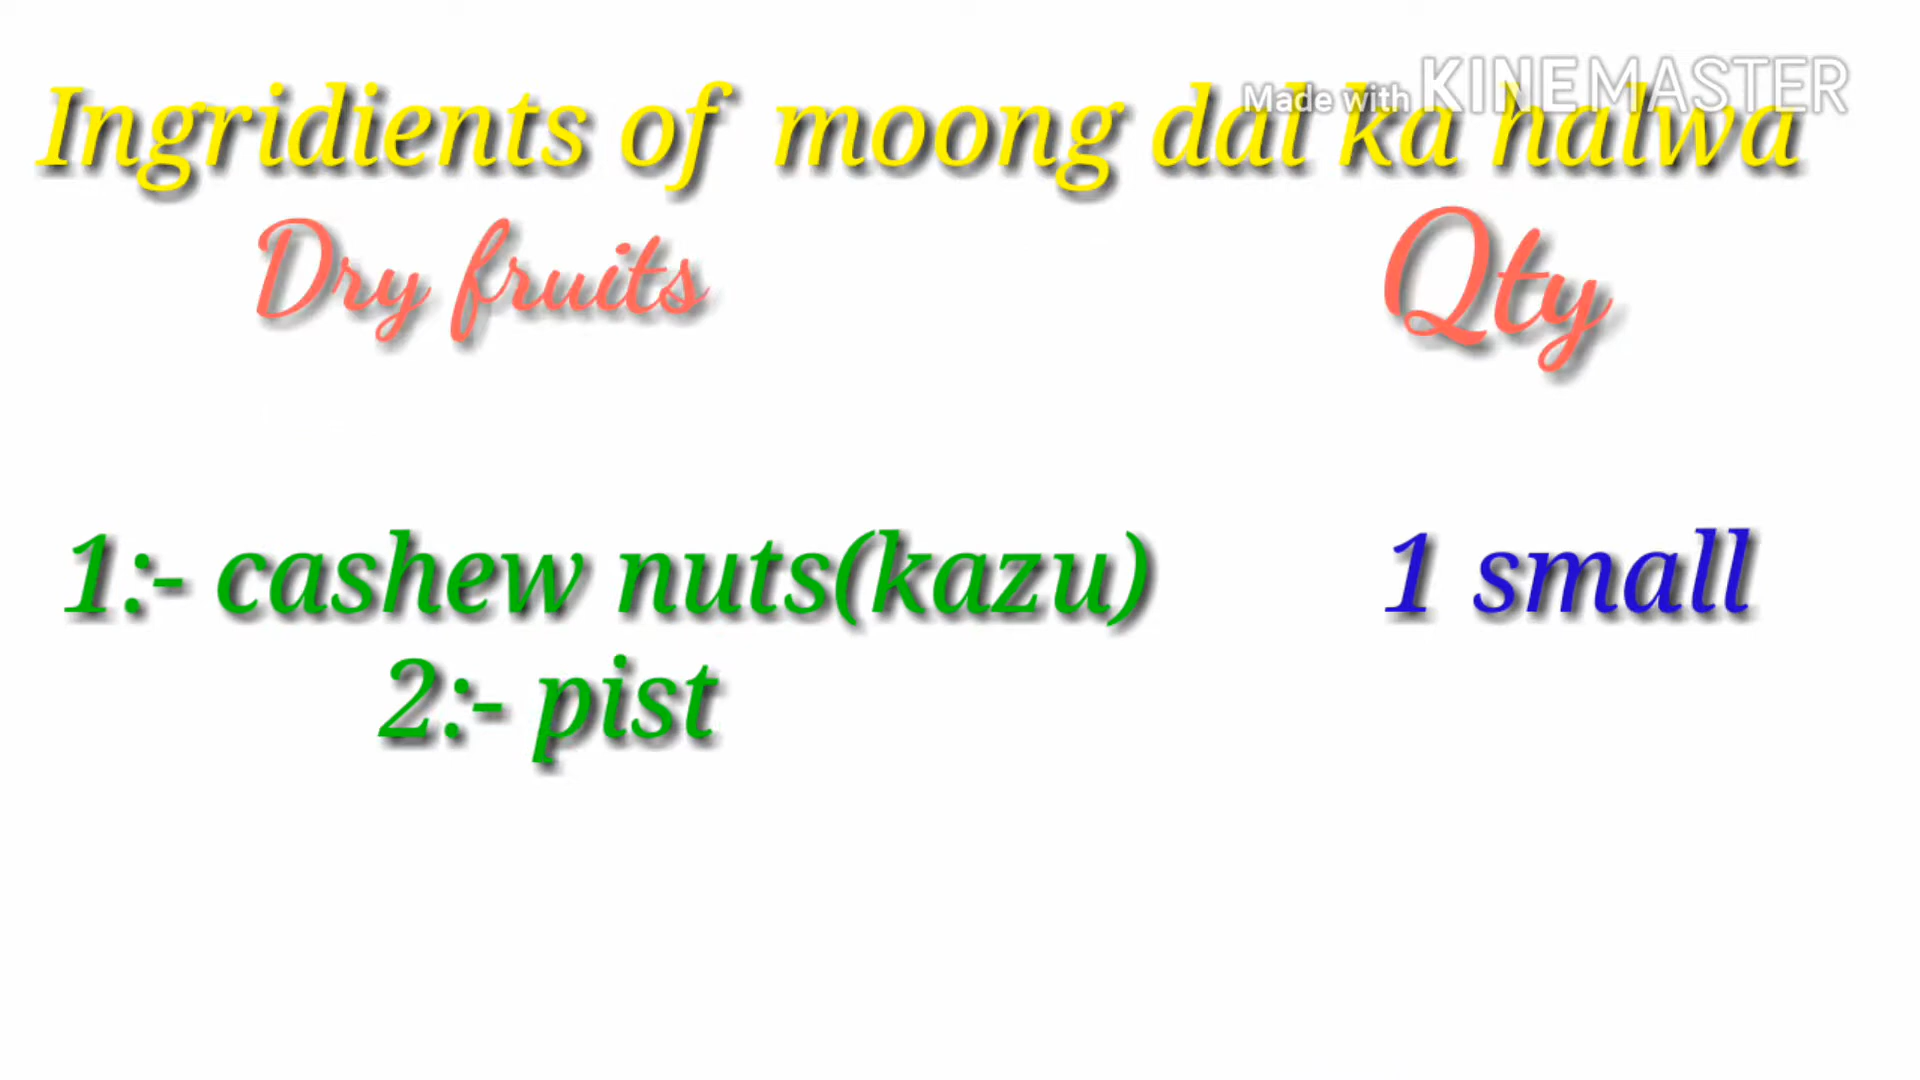 Made with KINEMASTER
Ingridients of moong dal ka halwa
Dry fruits Qty
1:- cashew nuts(kazu) 1 small
2:- pist